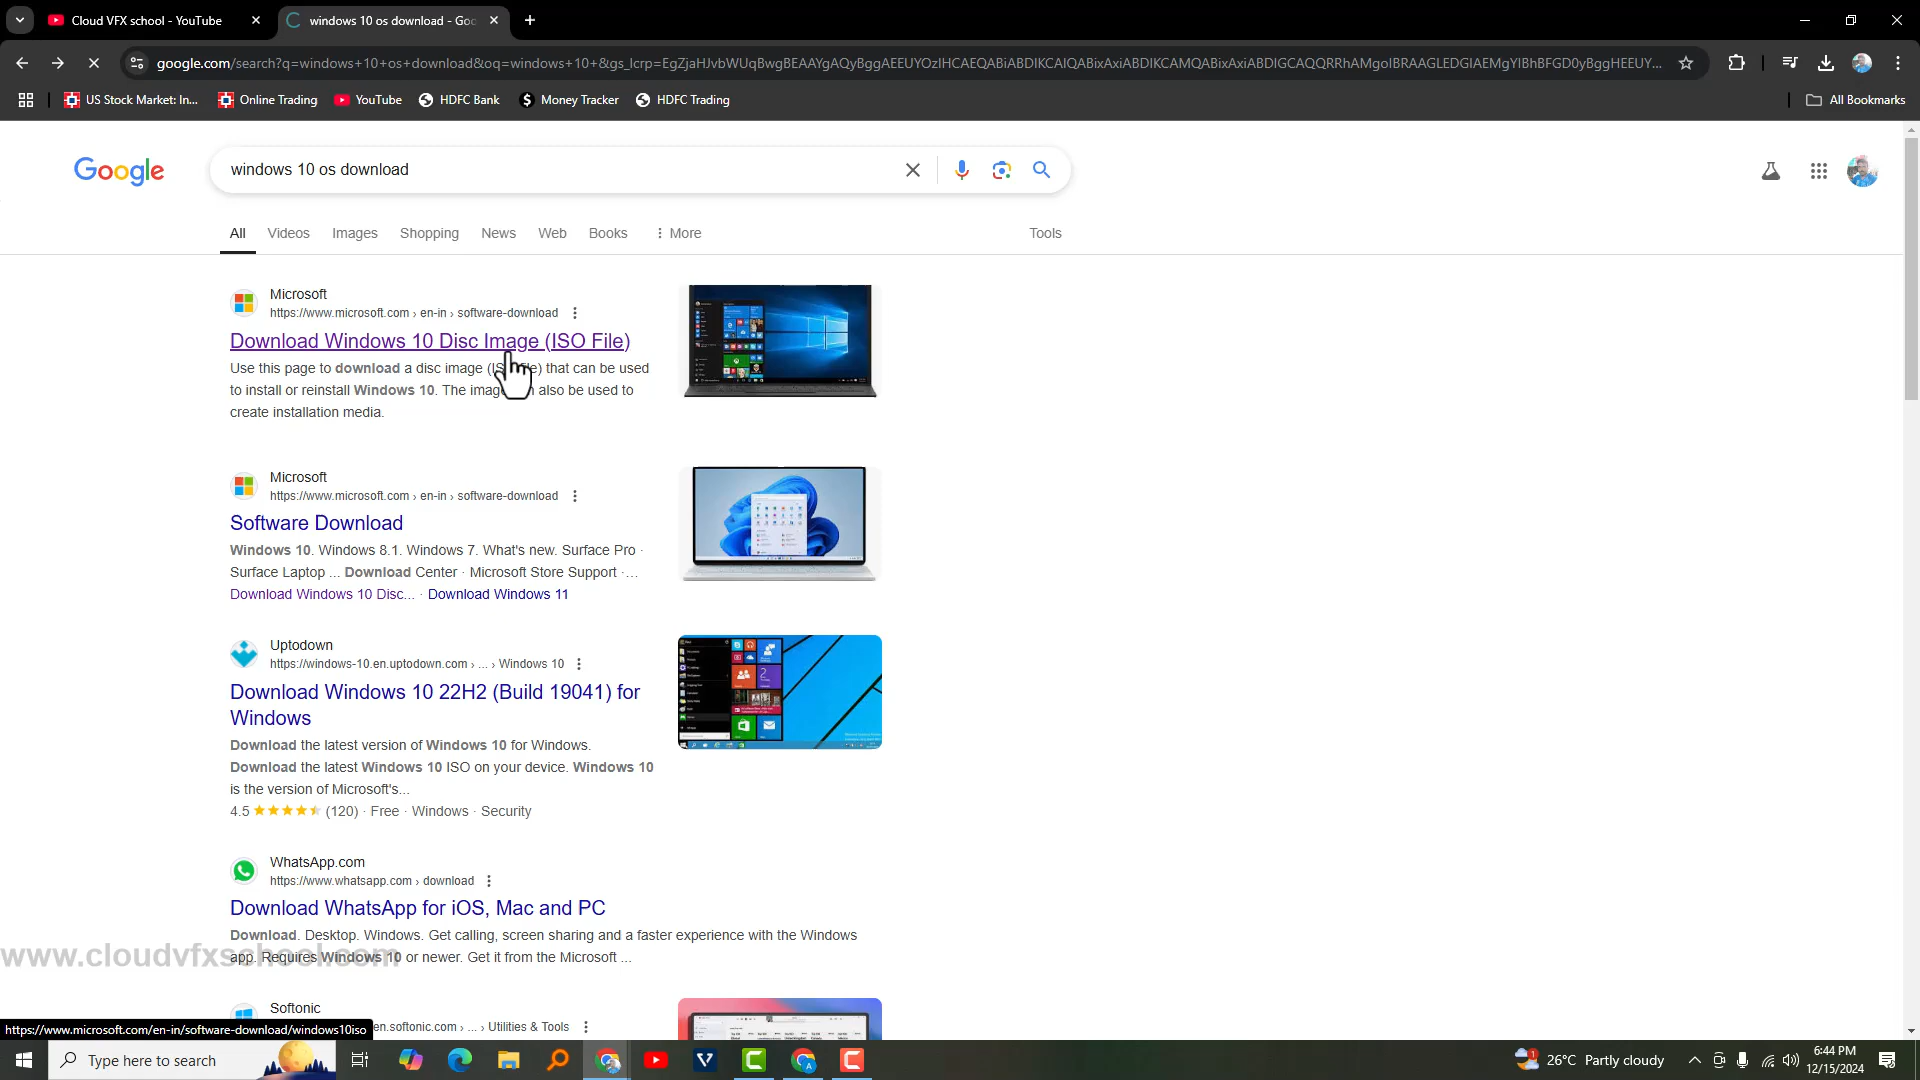 Cloud VFX school - YouTube
windows 10 os download - Goo
google.com/search?q=windows+10+os+download&oq=windows+10+&gs_lcrp=EgZjaHJvbWUqBwgBEAAYgAQyBggAEEUYOzIHCAEQABiABDIKCAIQABixAxiABDIKCAMQABixAxiABDIGCAQQRRhAMgoIBRAAGLEDGIAEMgYIBhBFGD0yBggHEEUY...
US Stock Market: In...
Online Trading
YouTube
HDFC Bank
Money Tracker
HDFC Trading
All Bookmarks
Google
windows 10 os download
All
Videos
Images
Shopping
News
Web
Books
More
Tools
Microsoft
https://www.microsoft.com › en-in › software-download
Download Windows 10 Disc Image (ISO File)
Use this page to download a disc image that can be used
to install or reinstall Windows 10. The also be used to
create installation media.
Microsoft
https://www.microsoft.com › en-in › software-download
Software Download
Windows 10. Windows 8.1. Windows 7. What's new. Surface Pro ·
Surface Laptop ... Download Center · Microsoft Store Support ·...
Download Windows 10 Disc... · Download Windows 11
Uptodown
https://windows-10.en.uptodown.com › ... › Windows 10
Download Windows 10 22H2 (Build 19041) for
Windows
Download the latest version of Windows 10 for Windows.
Download the latest Windows 10 ISO on your device. Windows 10
is the version of Microsoft's...
4.5 (120) · Free · Windows · Security
WhatsApp.com
https://www.whatsapp.com › download
Download WhatsApp for iOS, Mac and PC
Download. Desktop. Windows. Get calling, screen sharing and a faster experience with the Windows
app. Requires Windows 10 or newer. Get it from the Microsoft ...
www.cloudvfxschool.com
Softonic
en.softonic.com › ... › Utilities & Tools
https://www.microsoft.com/en-in/software-download/windows10iso
Type here to search
26°C Partly cloudy
6:44 PM
12/15/2024